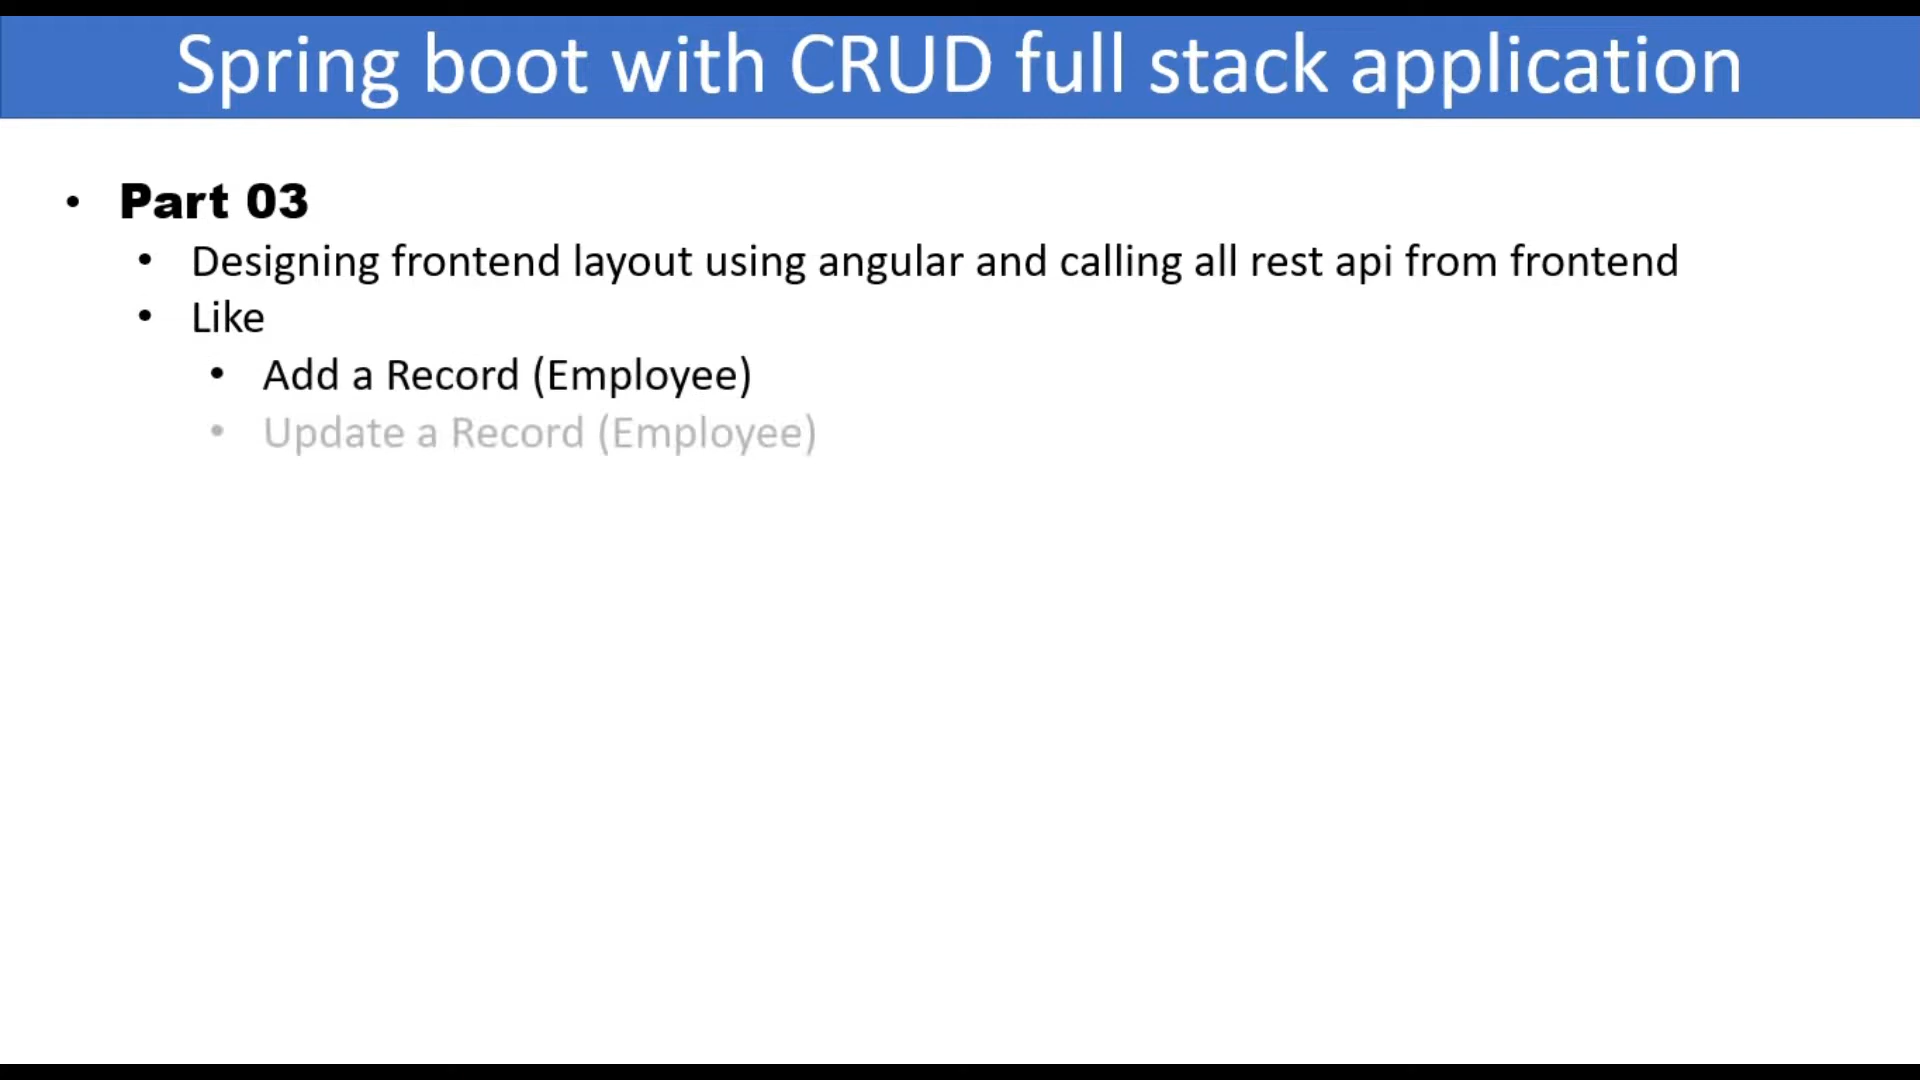 Spring boot with CRUD full stack application
• Part 03
• Designing frontend layout using angular and calling all rest api from frontend
• Like
• Add a Record (Employee)
• Update a Record (Employee)